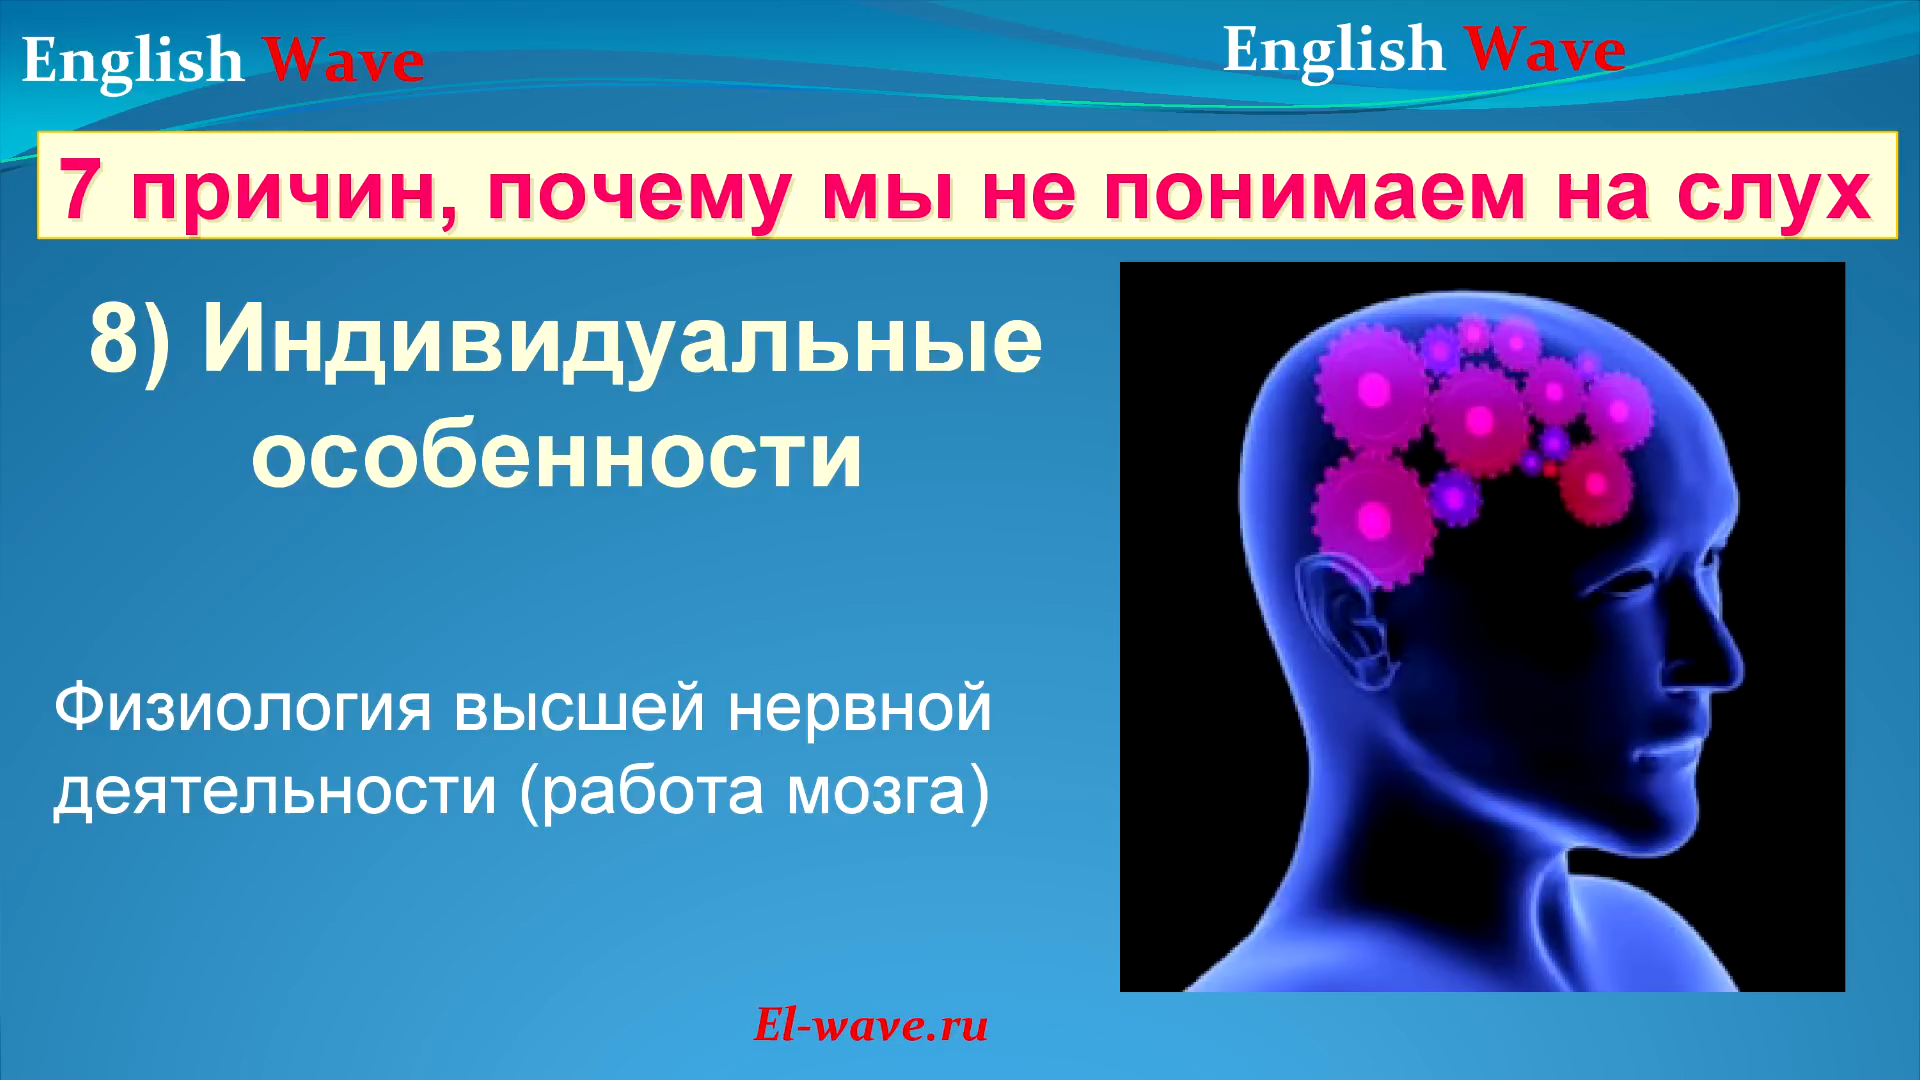 English Wave
English Wave
7 причин, почему мы не понимаем на слух
8) Индивидуальные
особенности
Физиология высшей нервной
деятельности (работа мозга)
El-wave.ru